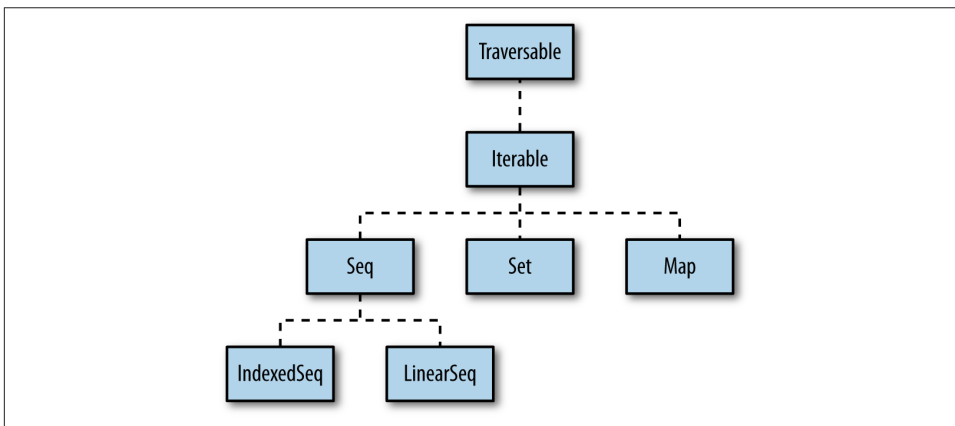 Traversable
Iterable
Seq
Set
Map
IndexedSeq
LinearSeq